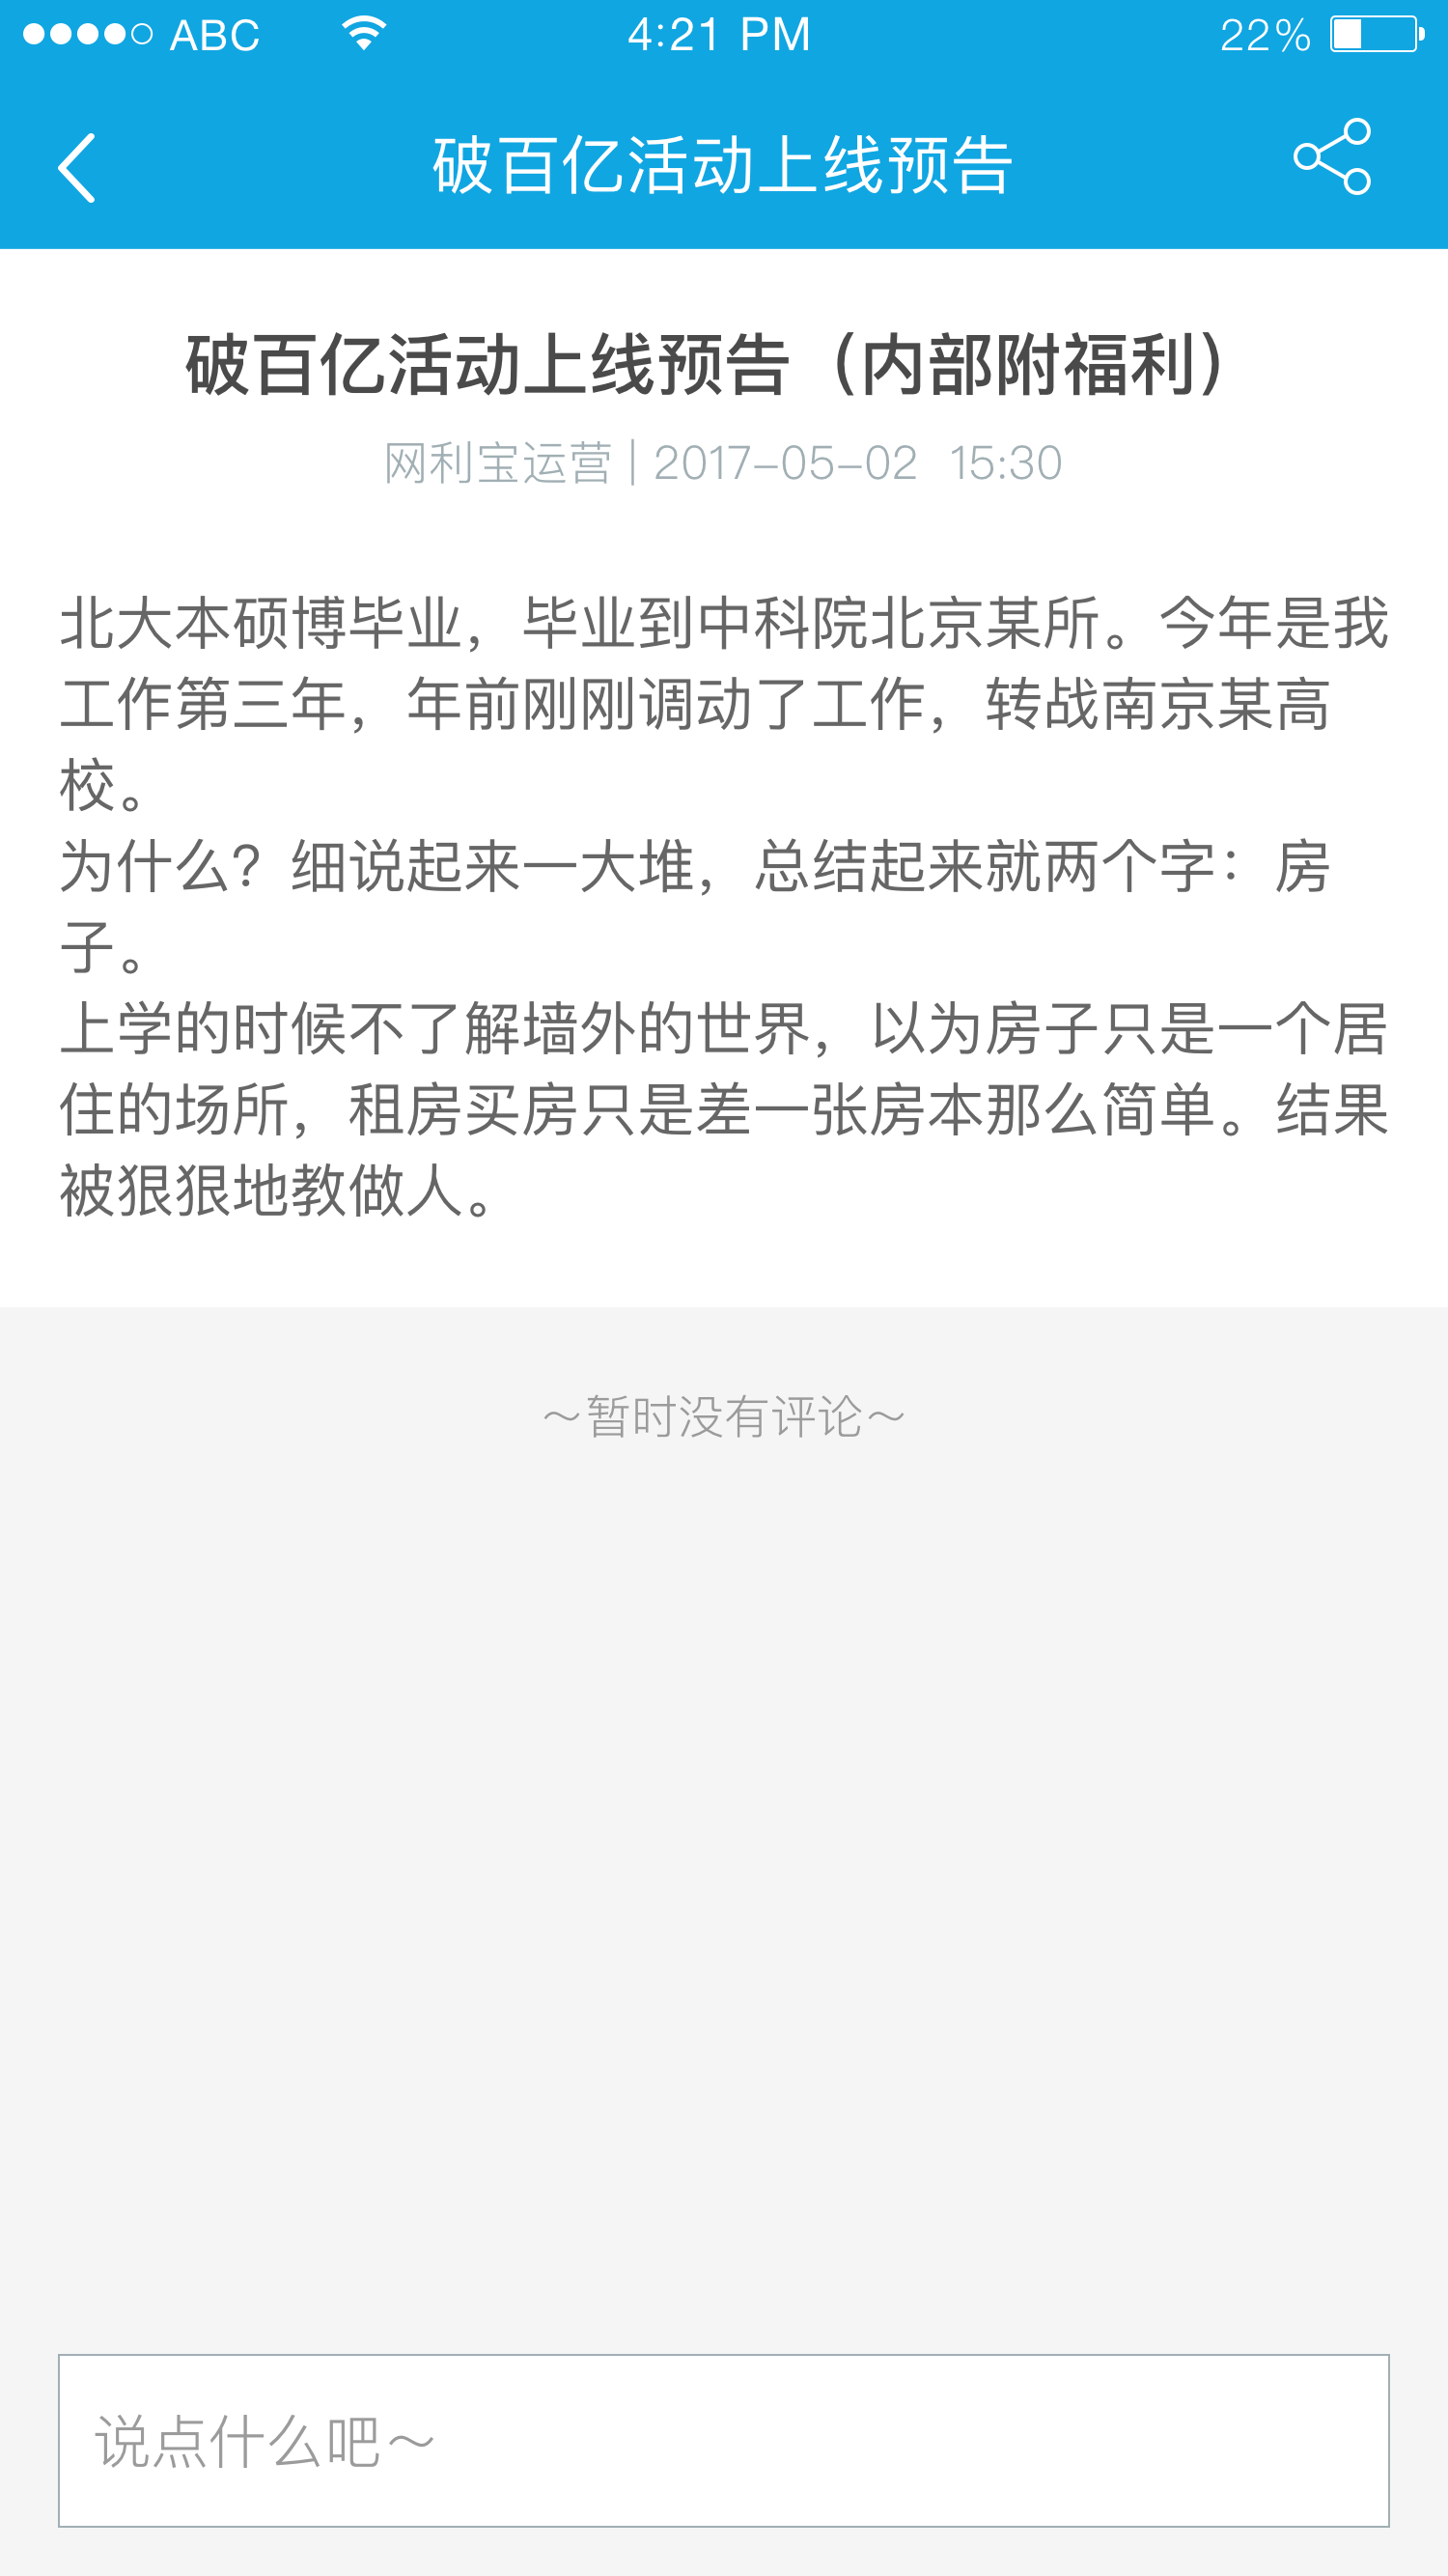 ABC 4:21 PM 22%
破百亿活动上线预告
破百亿活动上线预告（内部附福利）
网利宝运营 | 2017-05-02 15:30
北大本硕博毕业，毕业到中科院北京某所。今年是我
工作第三年，年前刚刚调动了工作，转战南京某高
校。
为什么？细说起来一大堆，总结起来就两个字：房
子。
上学的时候不了解墙外的世界，以为房子只是一个居
住的场所，租房买房只是差一张房本那么简单。结果
被狠狠地教做人。
～暂时没有评论～
说点什么吧～